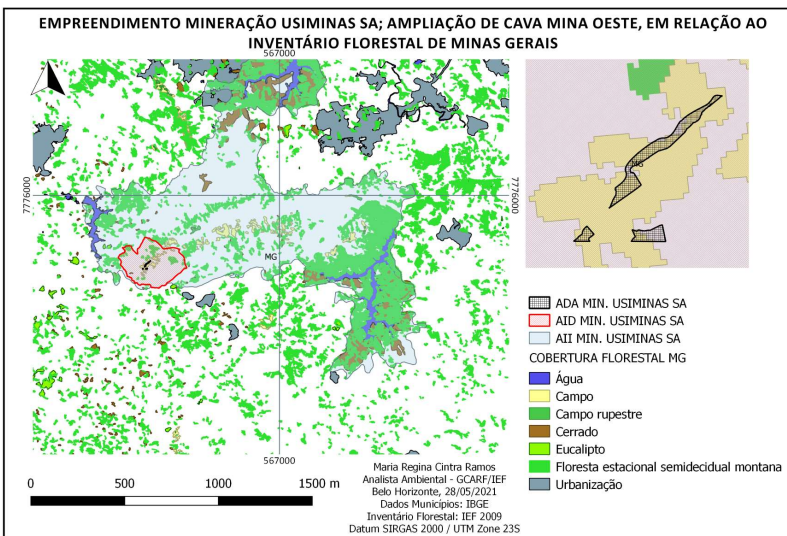 EMPREENDIMENTO MINERAÇÃO USIMINAS SA; AMPLIAÇÃO DE CAVA MINA OESTE, EM RELAÇÃO AO
INVENTÁRIO FLORESTAL DE MINAS GERAIS
567000
7776000
7776000
MG
567000
MG
ADA MIN. USIMINAS SA
AID MIN. USIMINAS SA
AII MIN. USIMINAS SA
COBERTURA FLORESTAL MG
Água
Campo
Campo rupestre
Cerrado
Eucalipto
Floresta estacional semidecidual montana
Urbanização
0 500 1000 1500 m
Maria Regina Cintra Ramos
Analista Ambiental - GCARF/IEF
Belo Horizonte, 28/05/2021
Dados Municípios: IBGE
Inventário Florestal: IEF 2009
Datum SIRGAS 2000 / UTM Zone 23S